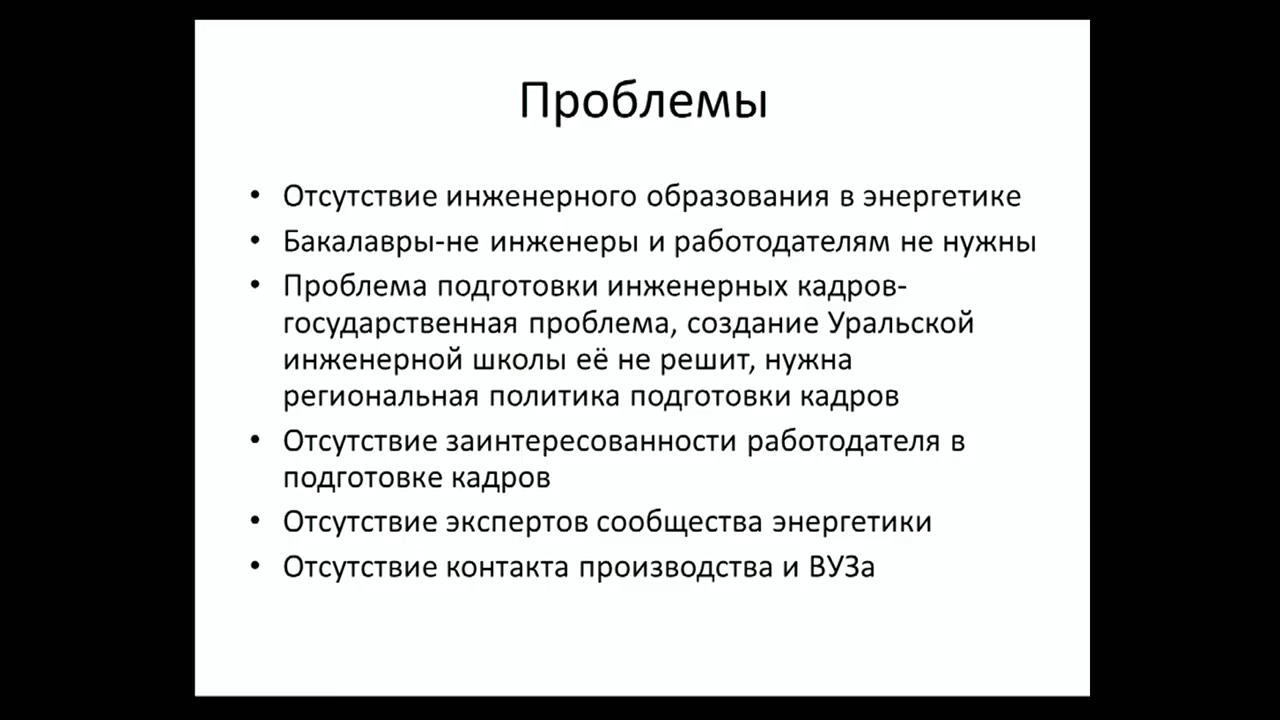 Проблемы
• Отсутствие инженерного образования в энергетике
• Бакалавры-не инженеры и работодателям не нужны
• Проблема подготовки инженерных кадров-
государственная проблема, создание Уральской
инженерной школы её не решит, нужна
региональная политика подготовки кадров
• Отсутствие заинтересованности работодателя в
подготовке кадров
• Отсутствие экспертов сообщества энергетики
• Отсутствие контакта производства и ВУЗа